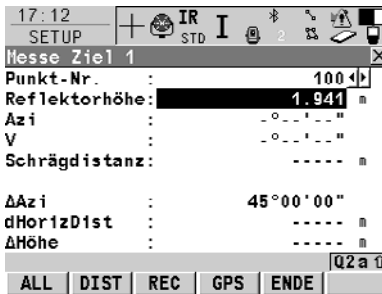 17:12 IR
SETUP STD I 2
Messe Ziel 1 X
Punkt-Nr. : 100
Reflektorhöhe: 1.941 m
Azi : -°--'--"
V : -°--'--"
Schrägdistanz: ----- m
ΔAzi : 45°00'00"
dHorizDist : ----- m
ΔHöhe : ----- m
Q2a
ALL DIST REC GPS ENDE